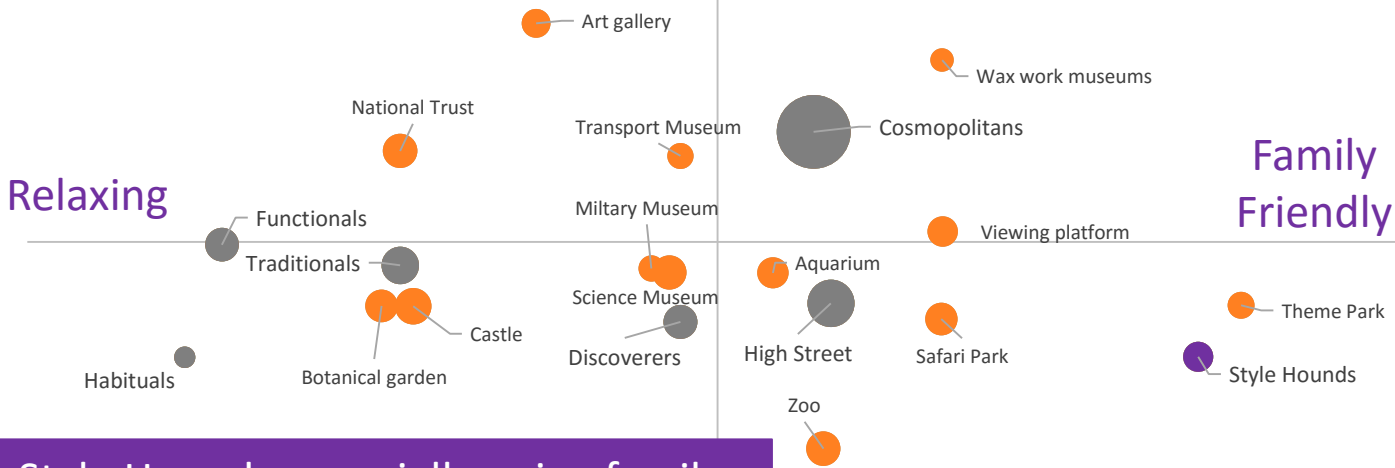 Art gallery
Wax work museums
National Trust
Transport Museum
Cosmopolitans
Family
Friendly
Relaxing
Functionals
Miltary Museum
Viewing platform
Traditionals
Aquarium
Science Museum
Castle
Theme Park
Discoverers
High Street
Safari Park
Habituals
Botanical garden
Style Hounds
Zoo